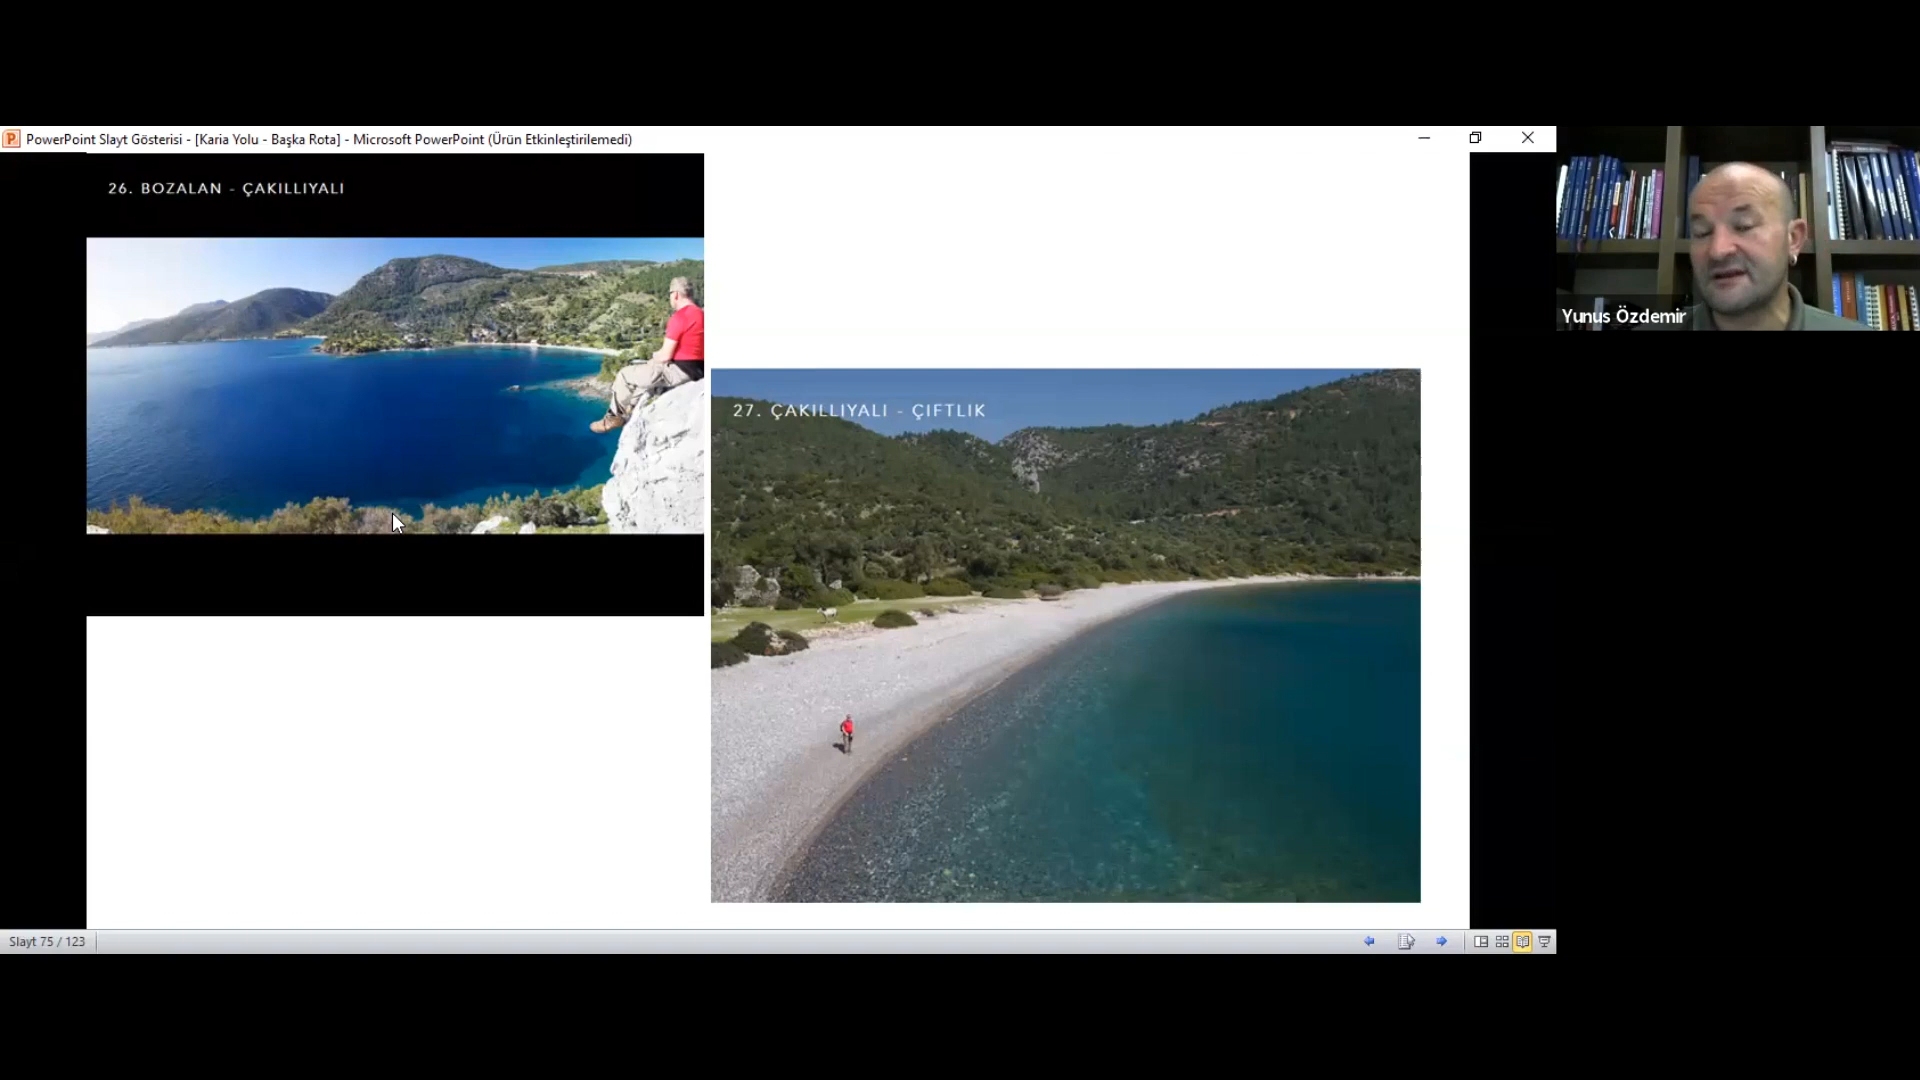 PowerPoint Slayt Gösterisi - [Karia Yolu - Başka Rota] - Microsoft PowerPoint (Ürün Etkinleştirilemedi)
26. BOZALAN - ÇAKILLIYALI
27. ÇAKILLIYALI - ÇIFTLIK
Yunus Özdemir
Slayt 75 / 123